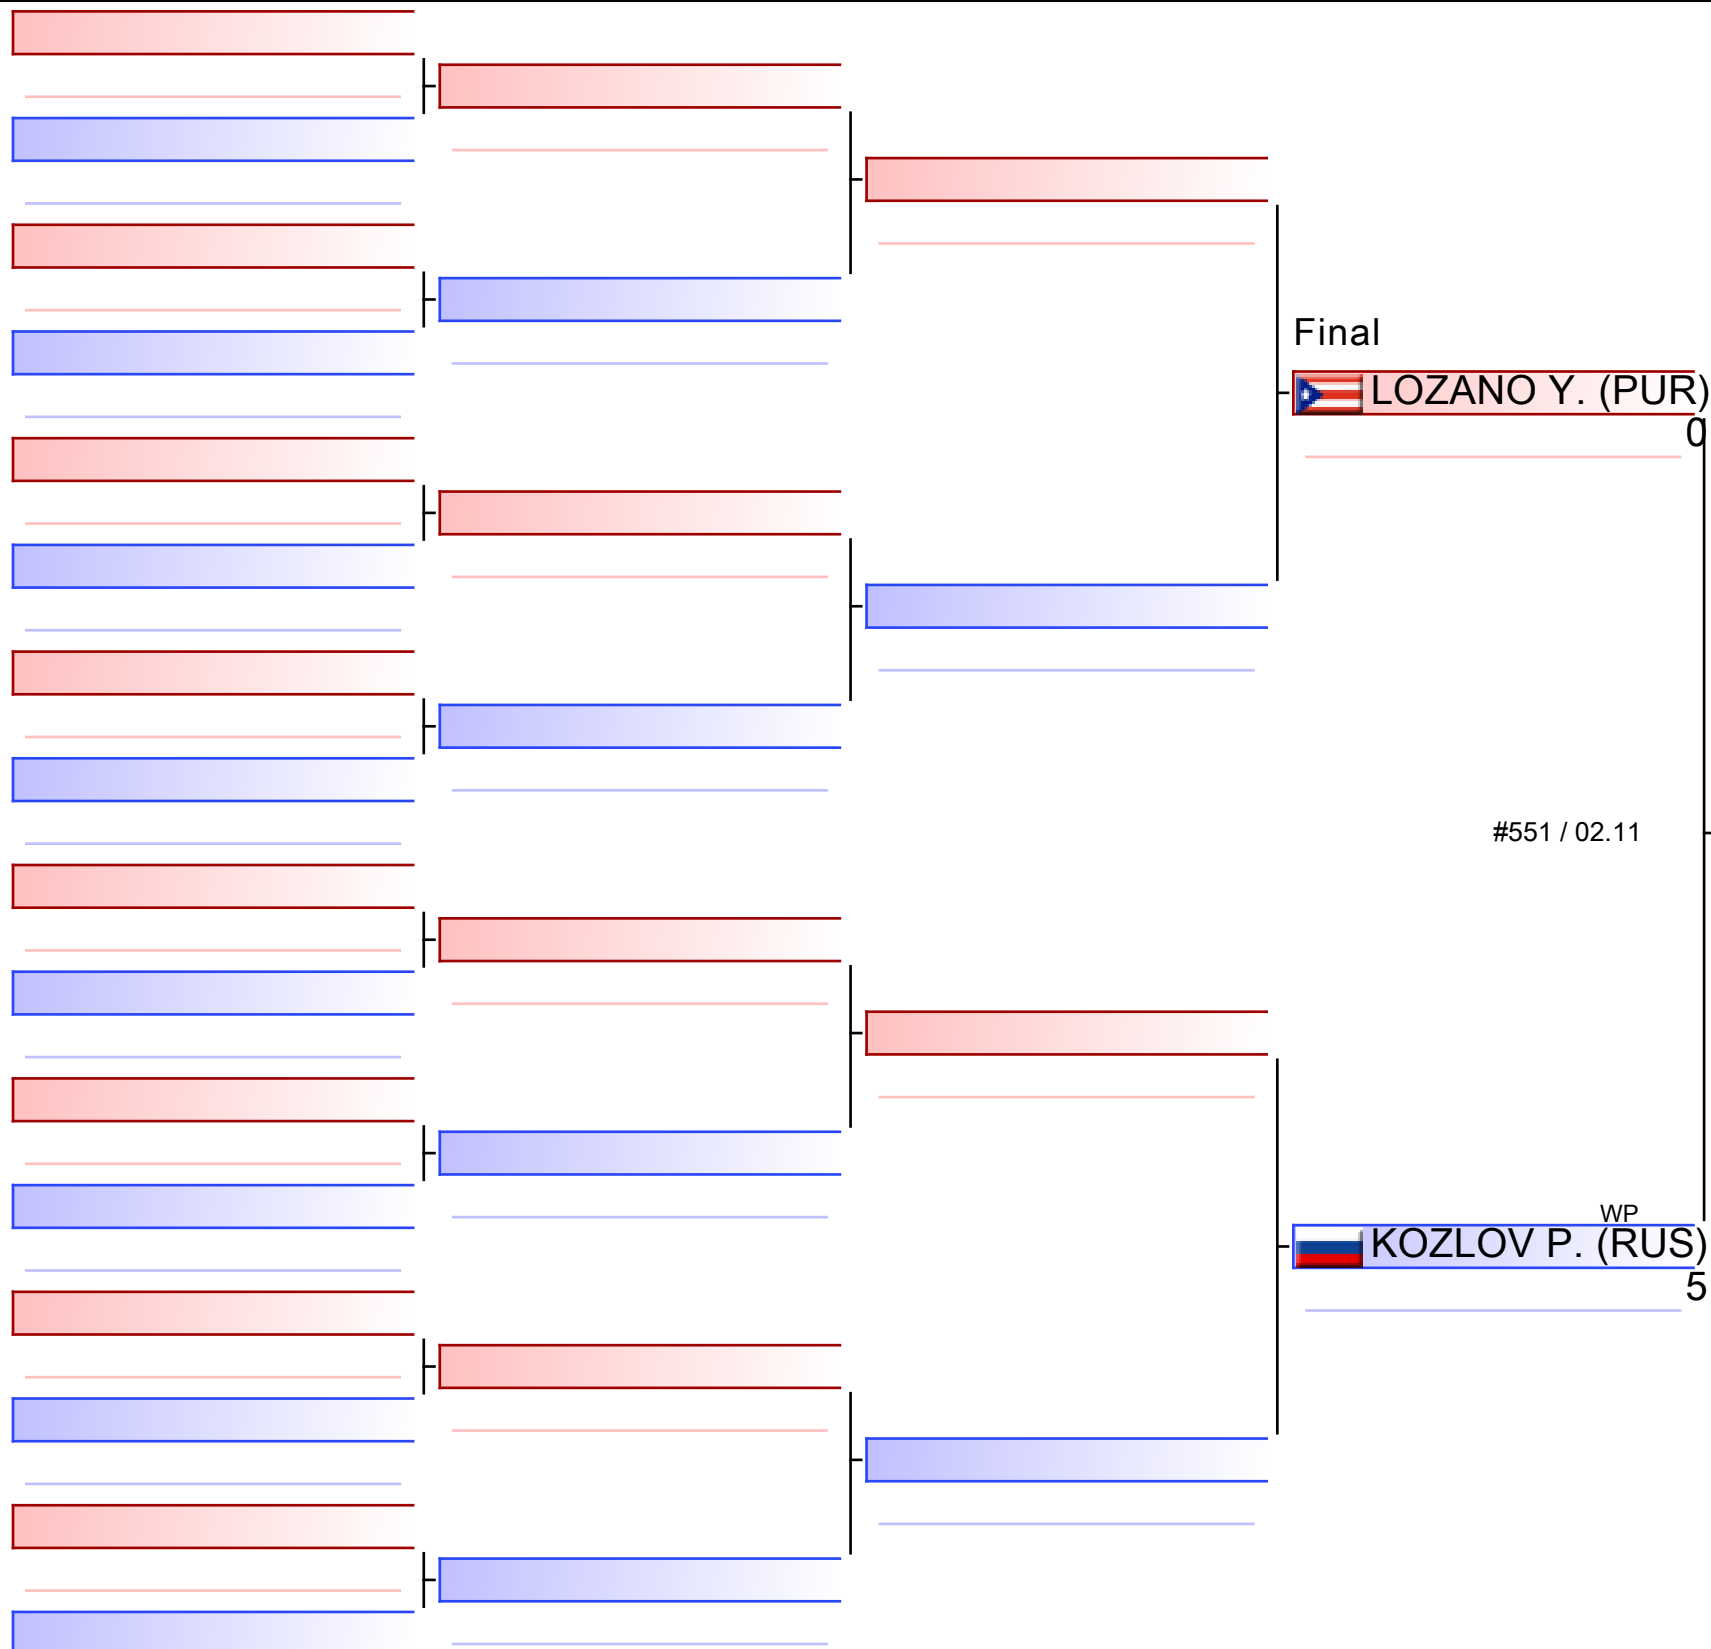 Final
LOZANO Y. (PUR)
0
#551 / 02.11
WP
KOZLOV P. (RUS)
5